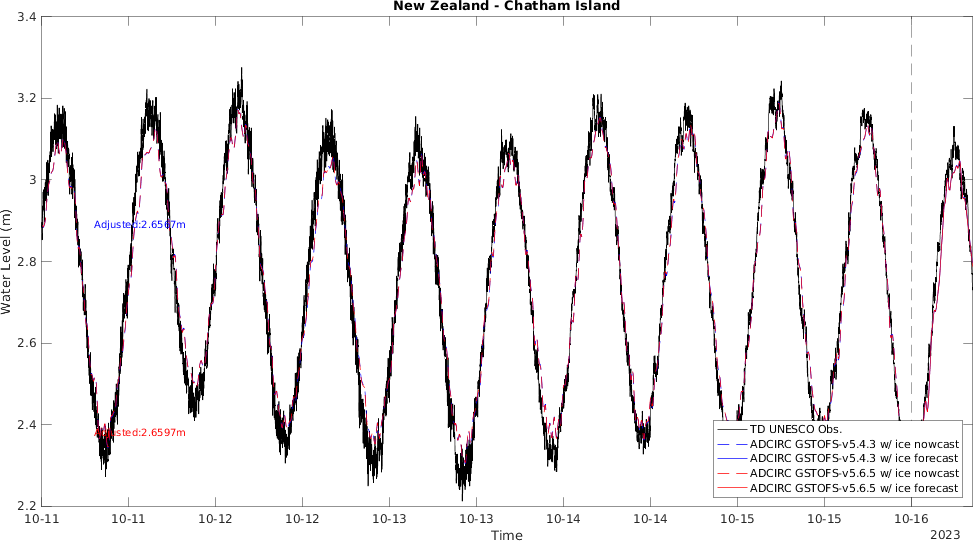 New Zealand - Chatham Island
3.4
3.2
3
2.8
2.6
2.4
2.2
Water Level (m)
Adjusted:2.6567m
Adjusted:2.6597m
TD UNESCO Obs.
ADCIRC GSTOFS-v5.4.3 w/ ice nowcast
ADCIRC GSTOFS-v5.4.3 w/ ice forecast
ADCIRC GSTOFS-v5.6.5 w/ ice nowcast
ADCIRC GSTOFS-v5.6.5 w/ ice forecast
10-11 10-11 10-12 10-12 10-13 10-13 10-14 10-14 10-15 10-15 10-16
Time
2023